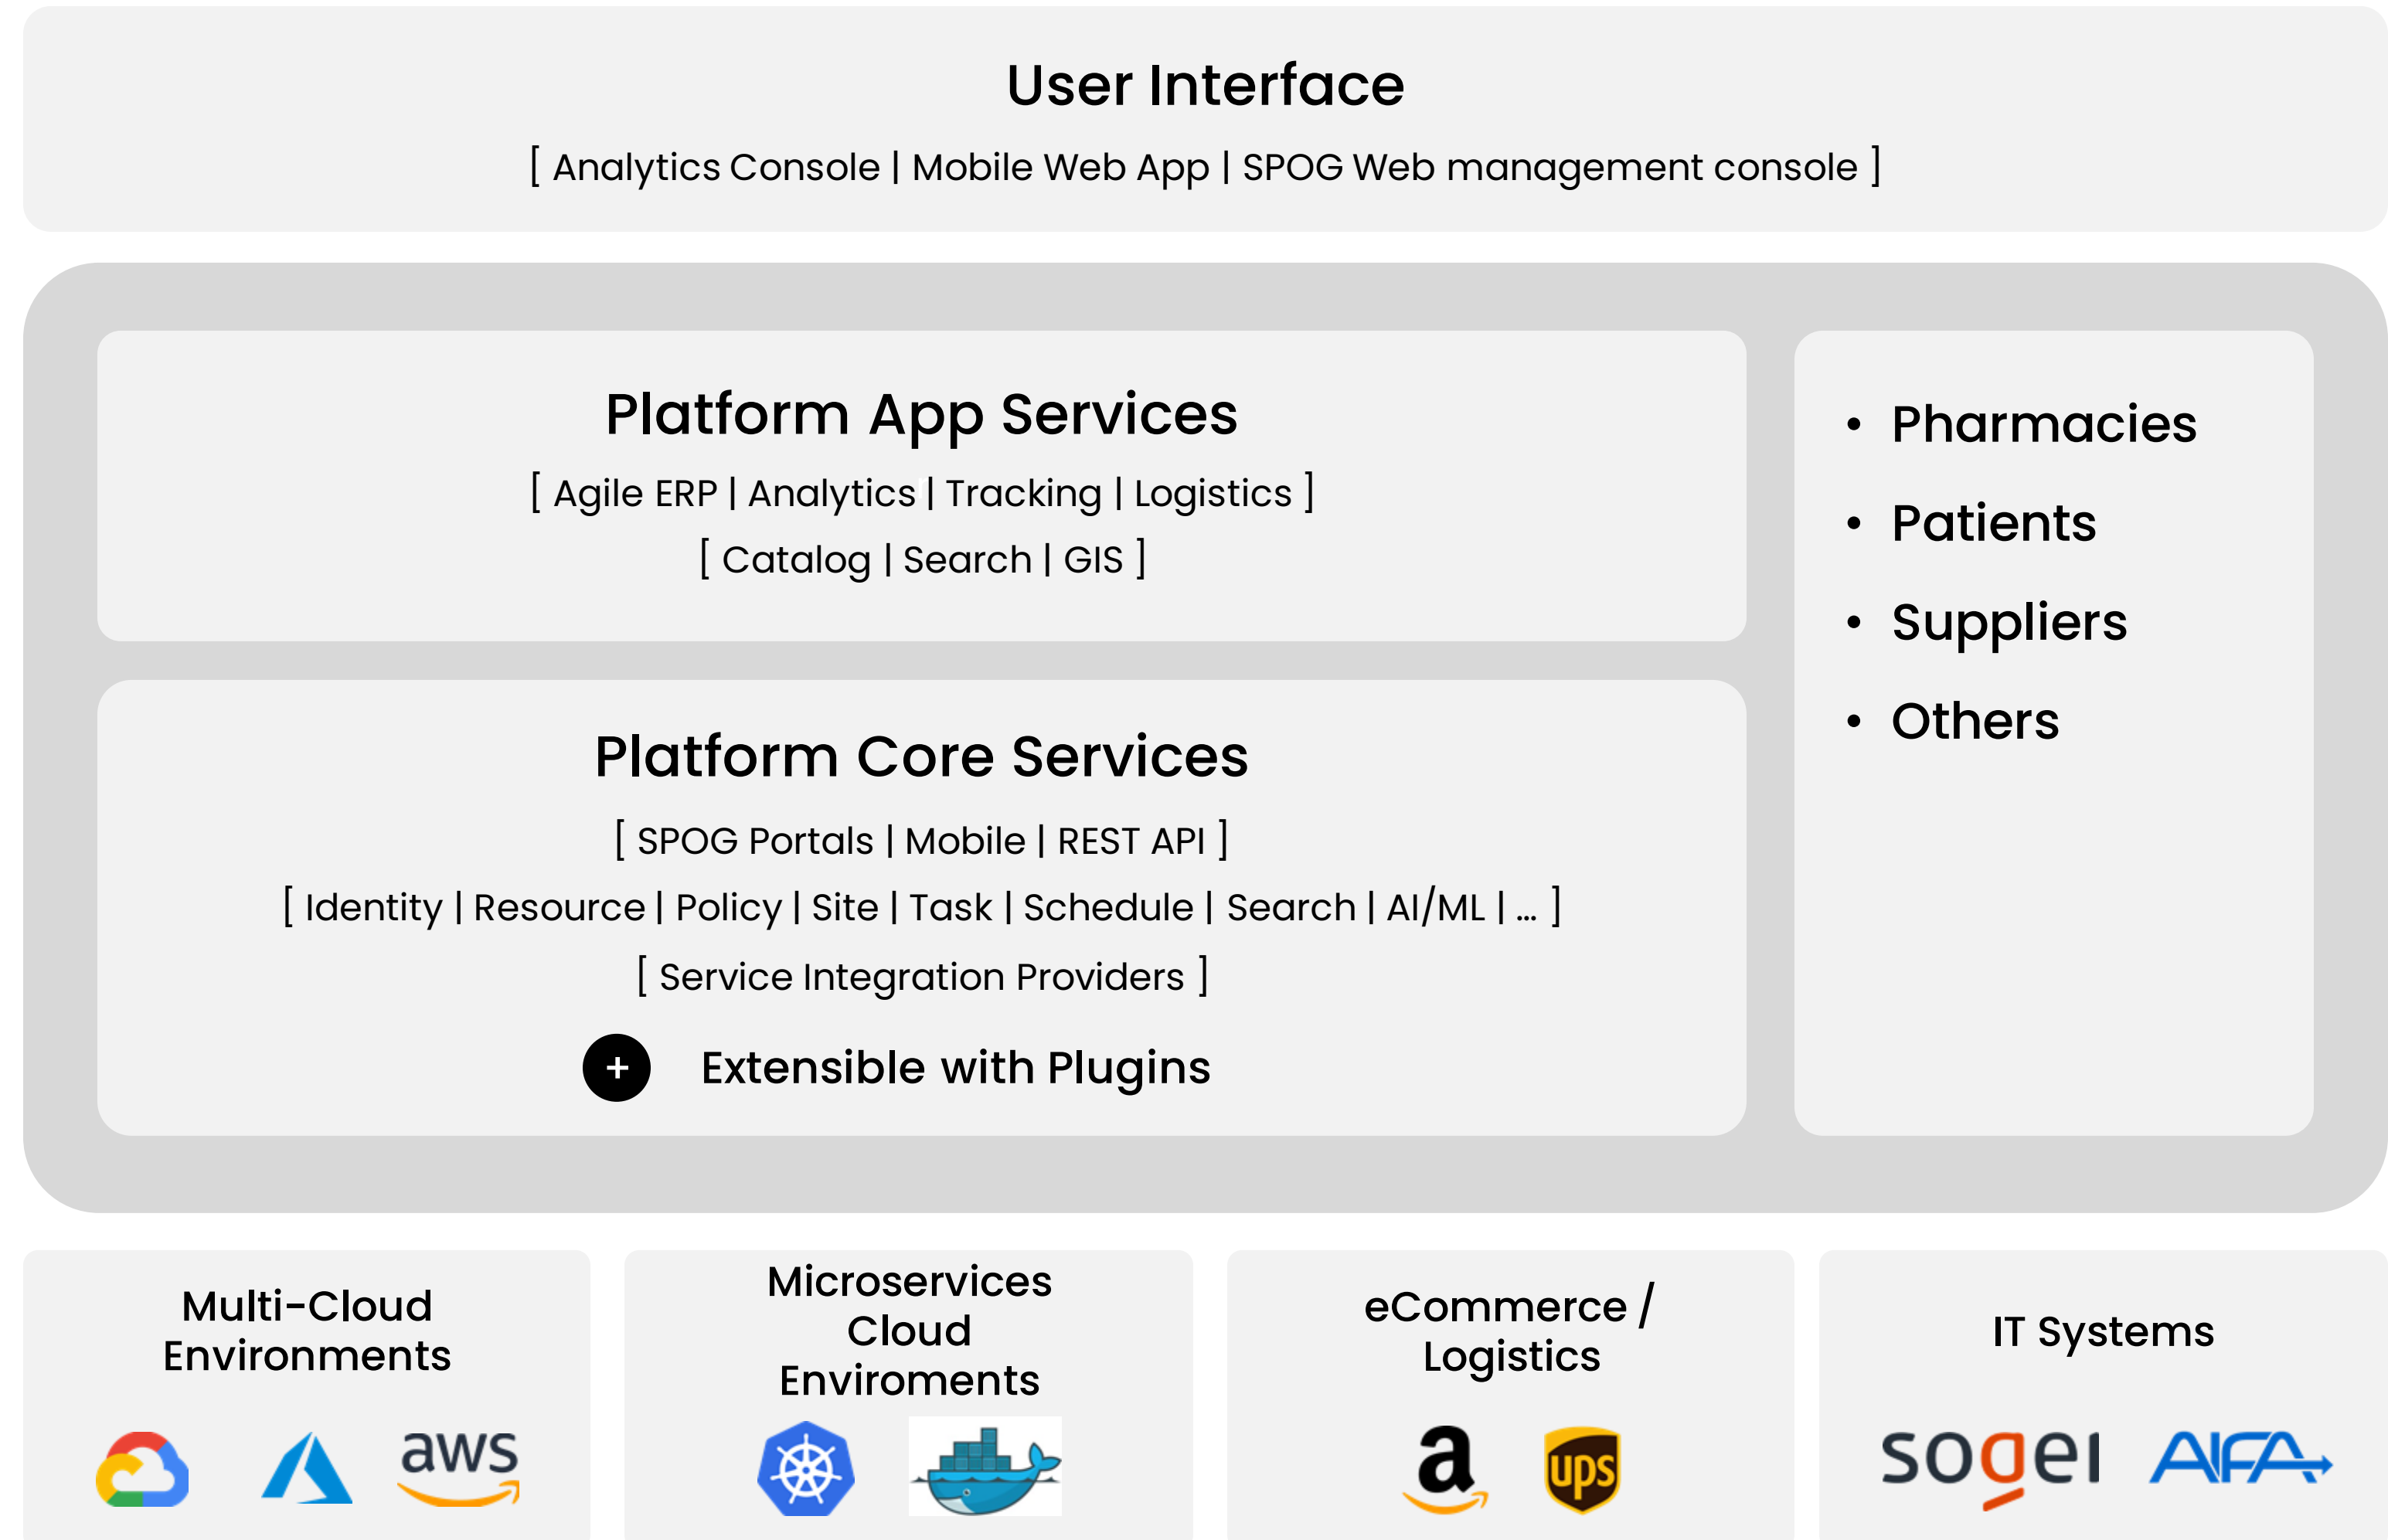 User Interface
[ Analytics Console | Mobile Web App | SPOG Web management console ]
Platform App Services
[ Agile ERP | Analytics | Tracking | Logistics ]
[ Catalog | Search | GIS ]
• Pharmacies
• Patients
• Suppliers
• Others
Platform Core Services
[ SPOG Portals | Mobile | REST API ]
[ Identity | Resource | Policy | Site | Task | Schedule | Search | AI/ML | ... ]
[ Service Integration Providers ]
+ Extensible with Plugins
Multi-Cloud
Environments
aws
Microservices
Cloud
Enviroments
eCommerce /
Logistics
a
ups
IT Systems
sogei
AIFA